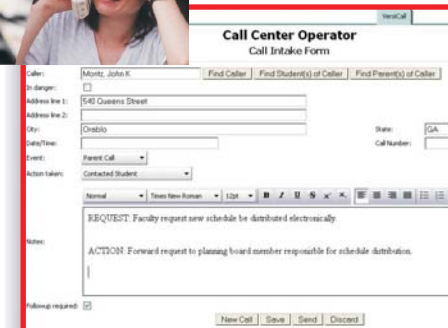 VersiCall
Call Center Operator
Call Intake Form
Caller: Moritz, John K Find Caller Find Student(s) of Caller Find Parent(s) of Caller
In danger:
Address line 1: 540 Queens Street
Address line 2:
City: Orablo State: GA
Date/Time: Call Number:
Event: Parent Call
Action taken: Contacted Student
Normal Times New Roman 12pt B I U S x² x₂
REQUEST: Faculty request new schedule be distributed electronically.
Notes:
ACTION: Forward request to planning board member responsible for schedule distribution.
Followup required:
New Call Save Send Discard